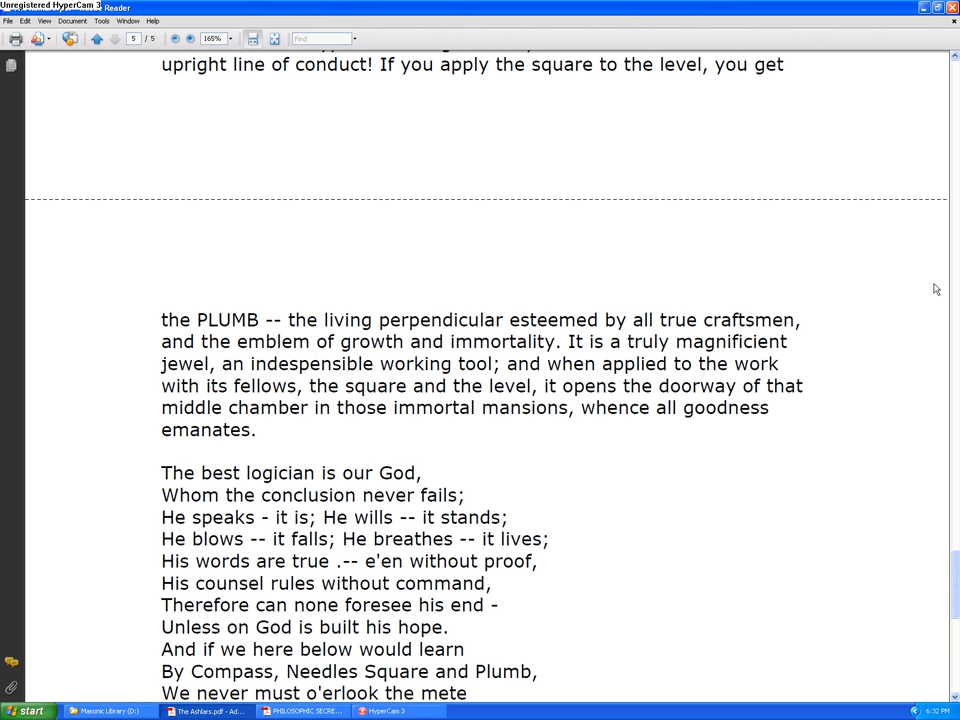 Unregistered HyperCam 3
Reader
File Edit View Document Tools Window Help
5 / 5 165% Find
upright line of conduct! If you apply the square to the level, you get
the PLUMB -- the living perpendicular esteemed by all true craftsmen,
and the emblem of growth and immortality. It is a truly magnificient
jewel, an indespensible working tool; and when applied to the work
with its fellows, the square and the level, it opens the doorway of that
middle chamber in those immortal mansions, whence all goodness
emanates.
The best logician is our God,
Whom the conclusion never fails;
He speaks - it is; He wills -- it stands;
He blows -- it falls; He breathes -- it lives;
His words are true .-- e'en without proof,
His counsel rules without command,
Therefore can none foresee his end -
Unless on God is built his hope.
And if we here below would learn
By Compass, Needles Square and Plumb,
We never must o'erlook the mete
start Masonic Library (D:) The Ashlars.pdf - Ad... PHILOSOPHIC SECRE... HyperCam 3 6:32 PM